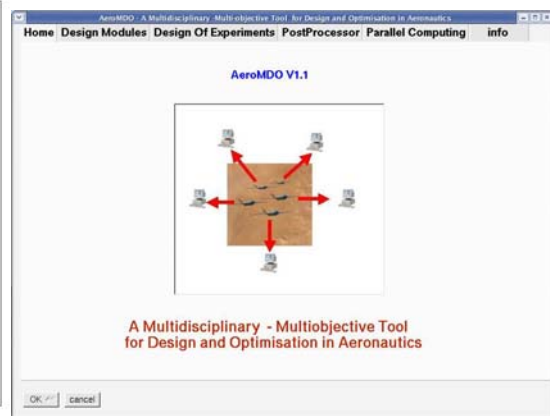 AeroMDO - A Multidisciplinary -Multi-objective Tool for Design and Optimisation in Aeronautics
Home Design Modules Design Of Experiments PostProcessor Parallel Computing info
AeroMDO V1.1
A Multidisciplinary - Multiobjective Tool
for Design and Optimisation in Aeronautics
OK cancel